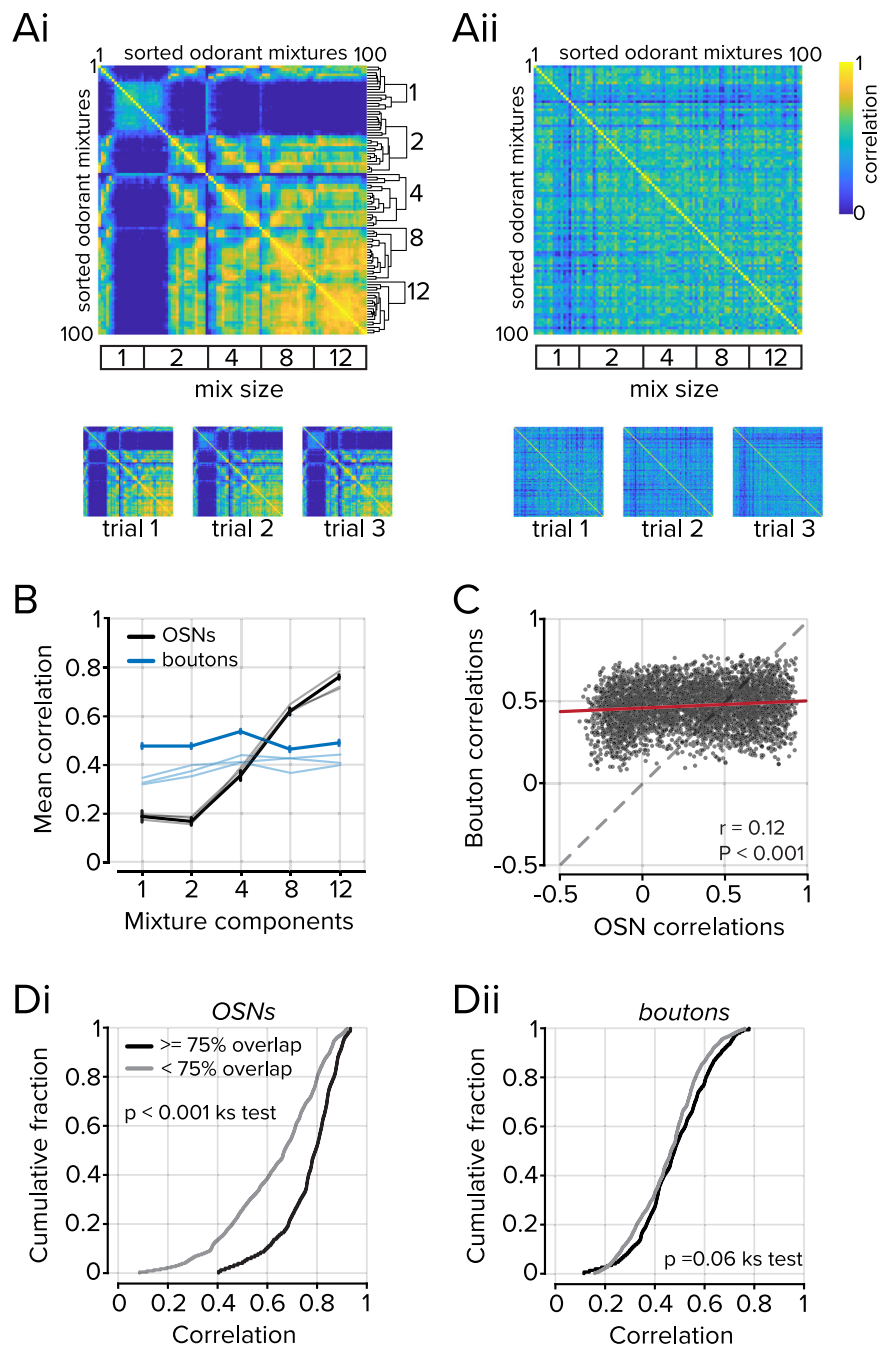 Ai
1 sorted odorant mixtures 100
1
sorted odorant mixtures
100
1
2
4
8
12
1 2 4 8 12
mix size
trial 1 trial 2 trial 3
Aii
1 sorted odorant mixtures 100
1
sorted odorant mixtures
100
1 2 4 8 12
mix size
1
correlation
0
trial 1 trial 2 trial 3
B
1
0.8
0.6
0.4
0.2
0
Mean correlation
OSNs
boutons
1 2 4 8 12
Mixture components
C
1
0.5
0
-0.5
Bouton correlations
r = 0.12
P < 0.001
-0.5 0 0.5 1
OSN correlations
Di
OSNs
1
0.8
0.6
0.4
0.2
0
Cumulative fraction
>= 75% overlap
< 75% overlap
p < 0.001 ks test
0 0.2 0.4 0.6 0.8 1
Correlation
Dii
boutons
1
0.8
0.6
0.4
0.2
0
Cumulative fraction
p =0.06 ks test
0 0.2 0.4 0.6 0.8 1
Correlation